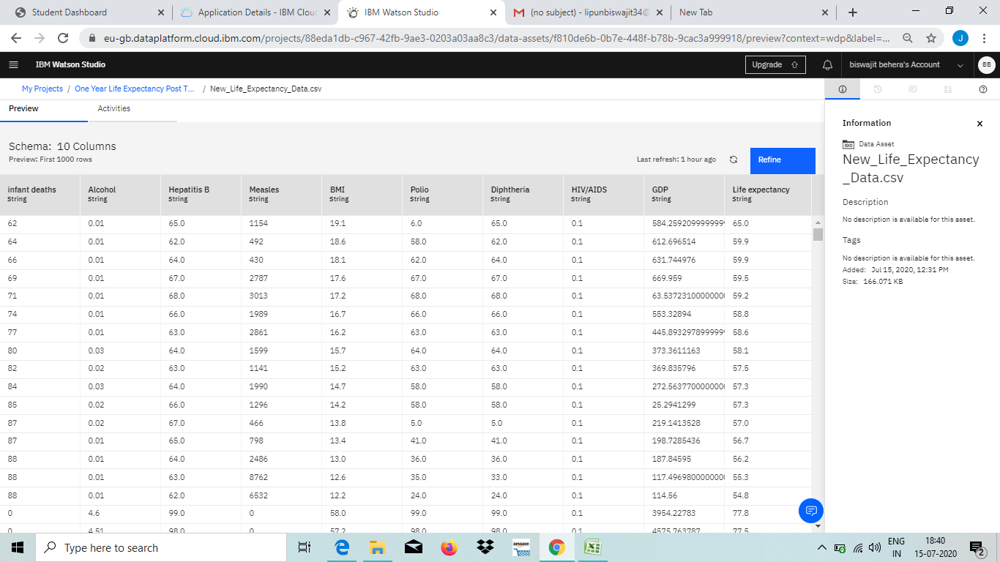 Student Dashboard
Application Details - IBM Clou
IBM Watson Studio
(no subject) - lipunbiswajit34@
New Tab
eu-gb.dataplatform.cloud.ibm.com/projects/88eda1db-c967-42fb-9ae3-0203a03aa8c3/data-assets/f810de6b-0b7e-448f-b78b-9cac3a999918/preview?context=wdp&label=...
J
IBM Watson Studio
Upgrade
biswajit behera's Account
BB
My Projects / One Year Life Expectancy Post T... / New_Life_Expectancy_Data.csv
Preview Activities
Schema: 10 Columns
Preview: First 1000 rows
Last refresh: 1 hour ago
Refine
infant deaths Alcohol Hepatitis B Measles BMI Polio Diphtheria HIV/AIDS GDP Life expectancy
String String String String String String String String String String
62 0.01 65.0 1154 19.1 6.0 65.0 0.1 584.259209999999 65.0
64 0.01 62.0 492 18.6 58.0 62.0 0.1 612.696514 59.9
66 0.01 64.0 430 18.1 62.0 64.0 0.1 631.744976 59.9
69 0.01 67.0 2787 17.6 67.0 67.0 0.1 669.959 59.5
71 0.01 68.0 3013 17.2 68.0 68.0 0.1 63.5372310000000 59.2
74 0.01 66.0 1989 16.7 66.0 66.0 0.1 553.32894 58.8
77 0.01 63.0 2861 16.2 63.0 63.0 0.1 445.893297899999 58.6
80 0.03 64.0 1599 15.7 64.0 64.0 0.1 373.3611163 58.1
82 0.02 63.0 1141 15.2 63.0 63.0 0.1 369.835796 57.5
84 0.03 64.0 1990 14.7 58.0 58.0 0.1 272.563770000000 57.3
85 0.02 66.0 1296 14.2 58.0 58.0 0.1 25.2941299 57.3
87 0.02 67.0 466 13.8 5.0 5.0 0.1 219.1413528 57.0
87 0.01 65.0 798 13.4 41.0 41.0 0.1 198.7285436 56.7
88 0.01 64.0 2486 13.0 36.0 36.0 0.1 187.84595 56.2
88 0.01 63.0 8762 12.6 35.0 33.0 0.1 117.496980000000 55.3
88 0.01 62.0 6532 12.2 24.0 24.0 0.1 114.56 54.8
0 4.6 99.0 0 58.0 99.0 99.0 0.1 3954.22783 77.8
0 4.51 98.0 0 57.2 98.0 98.0 0.1 4575.763787 77.5
Information
Data Asset
New_Life_Expectancy
_Data.csv
Description
No description is available for this asset.
Tags
No description is available for this asset.
Added: Jul 15, 2020, 12:31 PM
Size: 166.071 KB
Type here to search
amazon
ENG
IN
18:40
15-07-2020
2